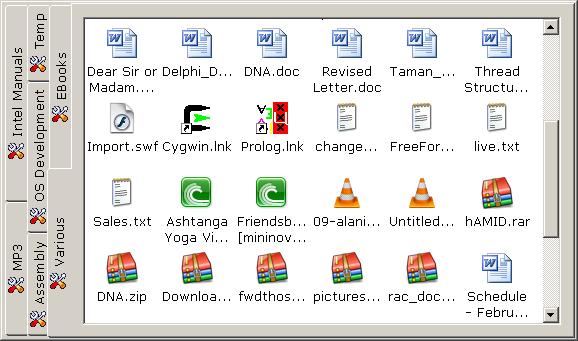 Intel Manuals
MP3
Temp
OS Development
Assembly
EBooks
Various
Dear Sir or
Madam....
Delphi_D...
DNA.doc
Revised
Letter.doc
Taman_...
Thread
Structu...
Import.swf
Cygwin.lnk
Prolog.lnk
change...
FreeFor...
live.txt
Sales.txt
Ashtanga
Yoga Vi...
Friendsb...
[mininov...
09-alani...
Untitled...
hAMID.rar
DNA.zip
Downloa...
fwdthos...
pictures...
rac_doc...
Schedule
- Febru...